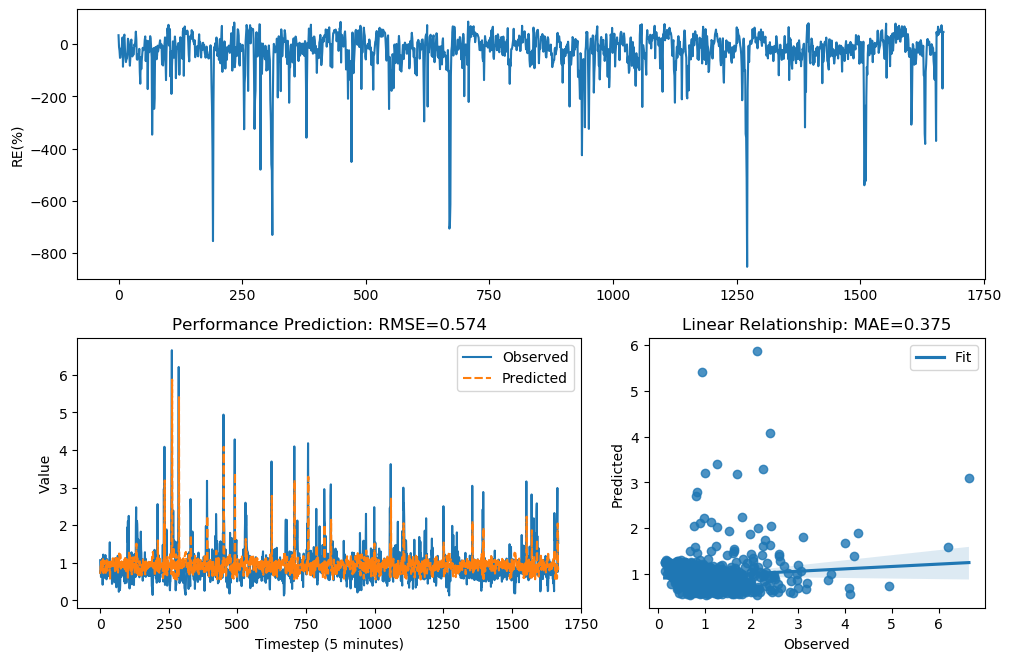 RE(%)
0
−200
−400
−600
−800
0 250 500 750 1000 1250 1500 1750
Performance Prediction: RMSE=0.574
Value
6
5
4
3
2
1
0
Observed
Predicted
0 250 500 750 1000 1250 1500 1750
Timestep (5 minutes)
Linear Relationship: MAE=0.375
Predicted
6
5
4
3
2
1
Fit
0 1 2 3 4 5 6
Observed